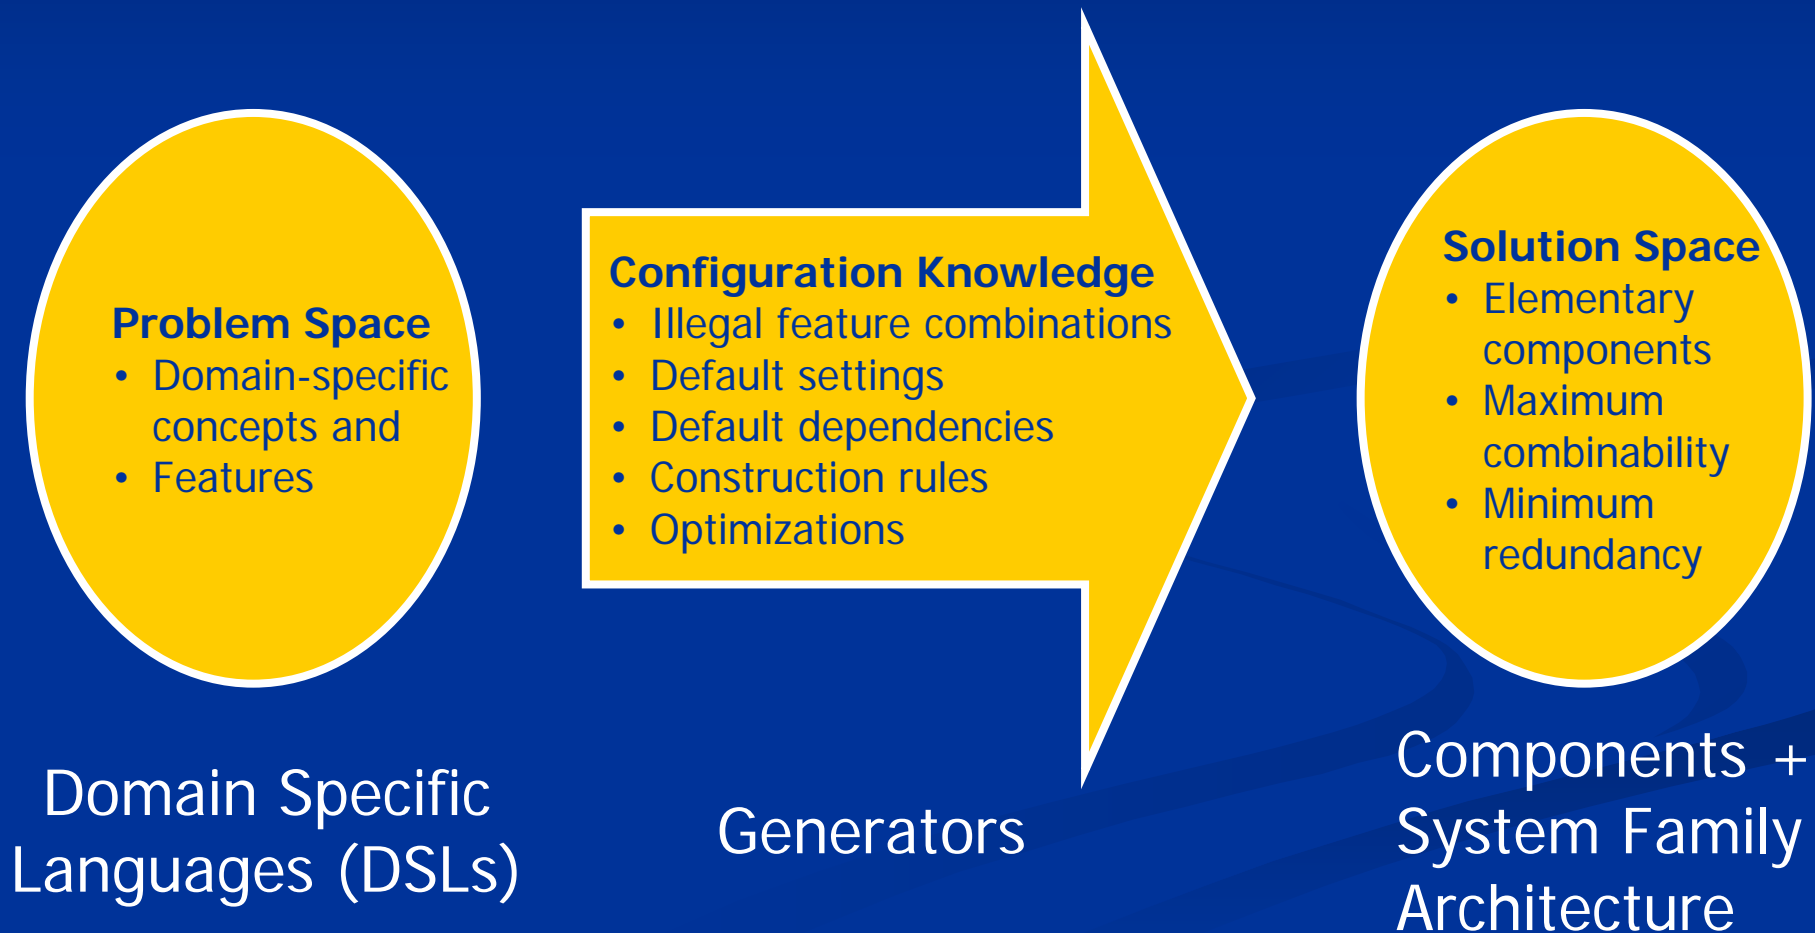 Problem Space
• Domain-specific
concepts and
• Features
Domain Specific
Languages (DSLs)
Configuration Knowledge
• Illegal feature combinations
• Default settings
• Default dependencies
• Construction rules
• Optimizations
Generators
Solution Space
• Elementary
components
• Maximum
combinability
• Minimum
redundancy
Components +
System Family
Architecture